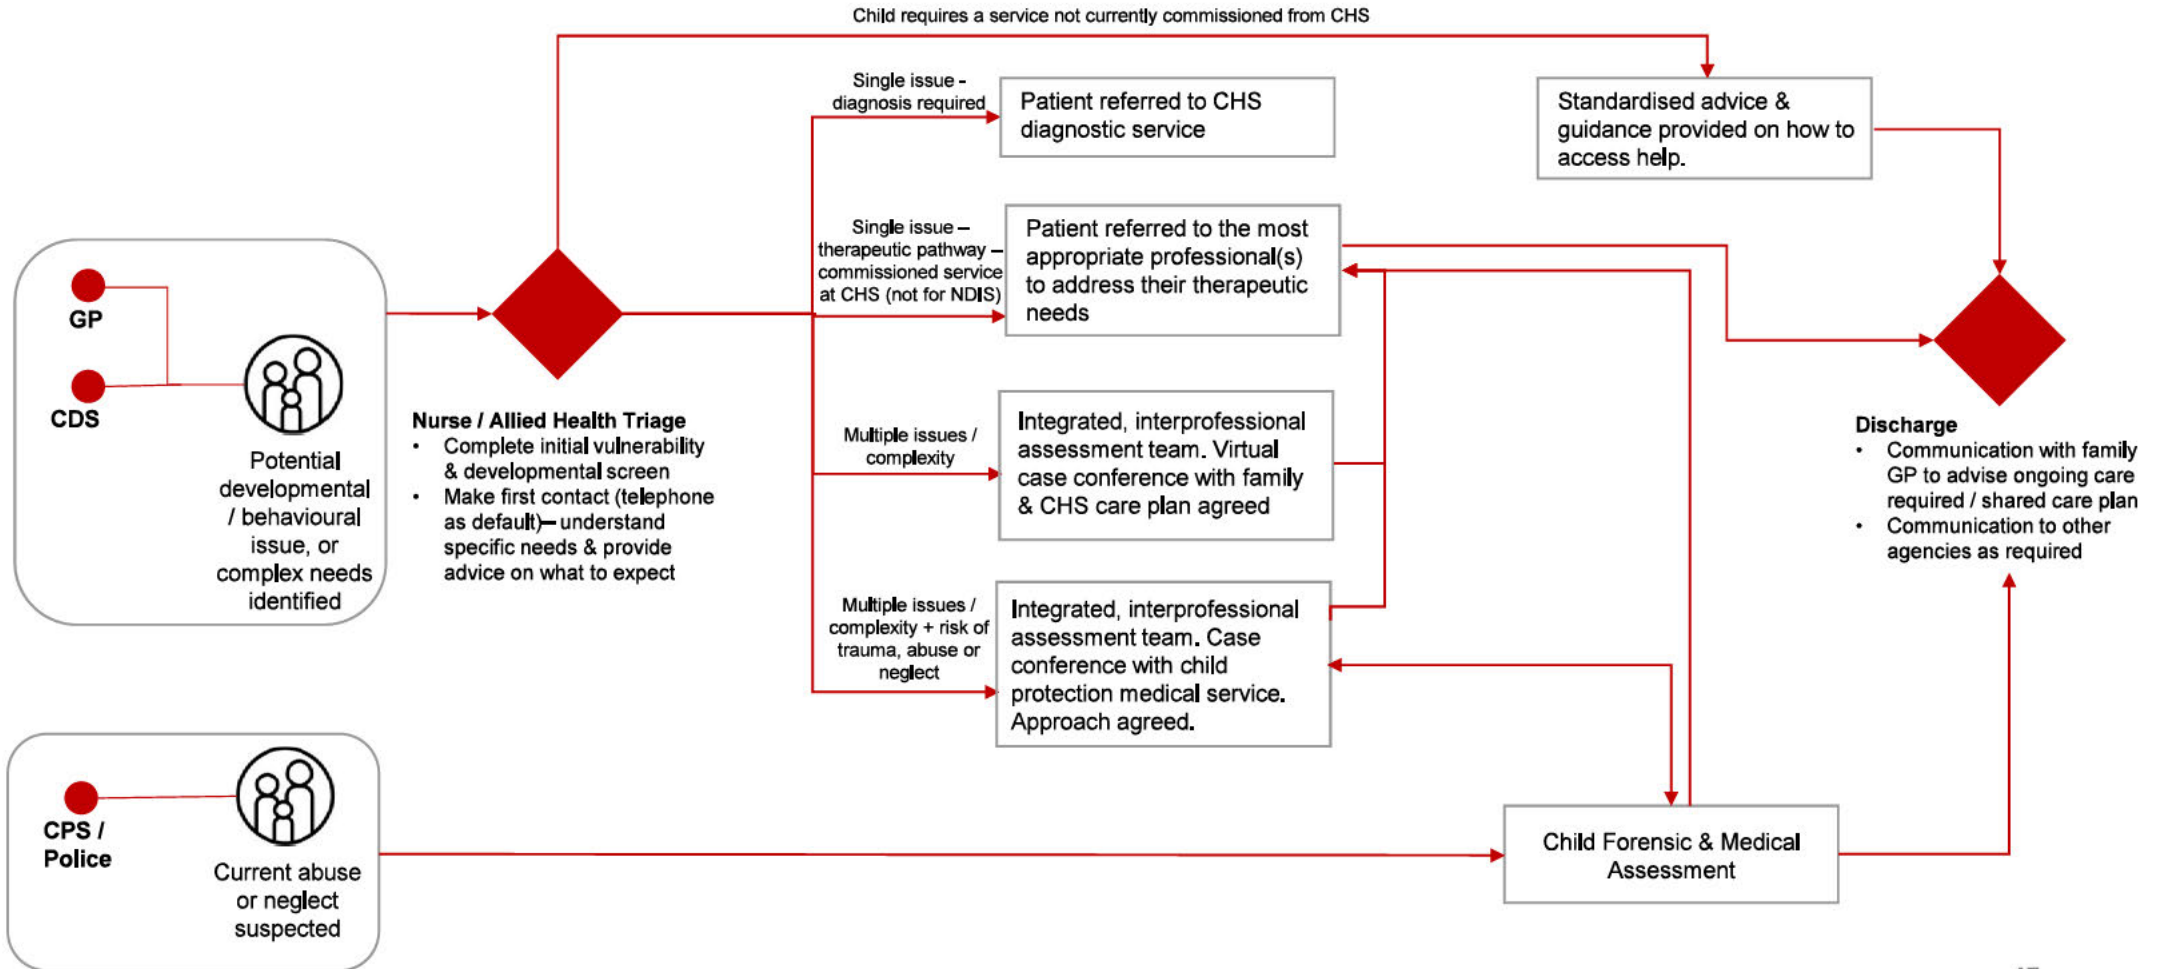 Child requires a service not currently commissioned from CHS
Single issue -
diagnosis required
Patient referred to CHS
diagnostic service
Standardised advice &
guidance provided on how to
access help.
Single issue –
therapeutic pathway –
commissioned service
at CHS (not for NDIS)
Patient referred to the most
appropriate professional(s)
to address their therapeutic
needs
GP
CDS
Potential
developmental
/ behavioural
issue, or
complex needs
identified
Nurse / Allied Health Triage
• Complete initial vulnerability
& developmental screen
• Make first contact (telephone
as default)– understand
specific needs & provide
advice on what to expect
Multiple issues /
complexity
Integrated, interprofessional
assessment team. Virtual
case conference with family
& CHS care plan agreed
Discharge
• Communication with family
GP to advise ongoing care
required / shared care plan
• Communication to other
agencies as required
Multiple issues /
complexity + risk of
trauma, abuse or
neglect
Integrated, interprofessional
assessment team. Case
conference with child
protection medical service.
Approach agreed.
CPS /
Police
Current abuse
or neglect
suspected
Child Forensic & Medical
Assessment